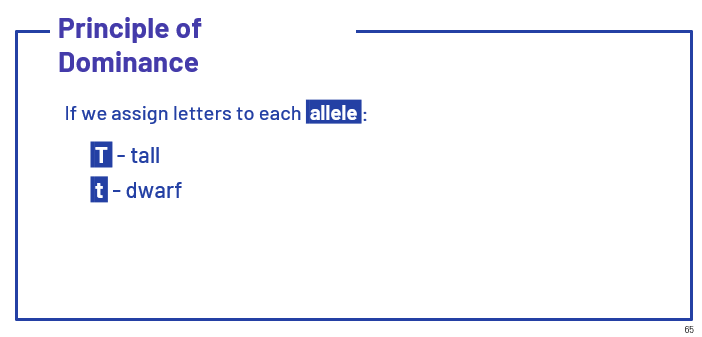 Principle of
Dominance
If we assign letters to each allele:
T - tall
t - dwarf
65